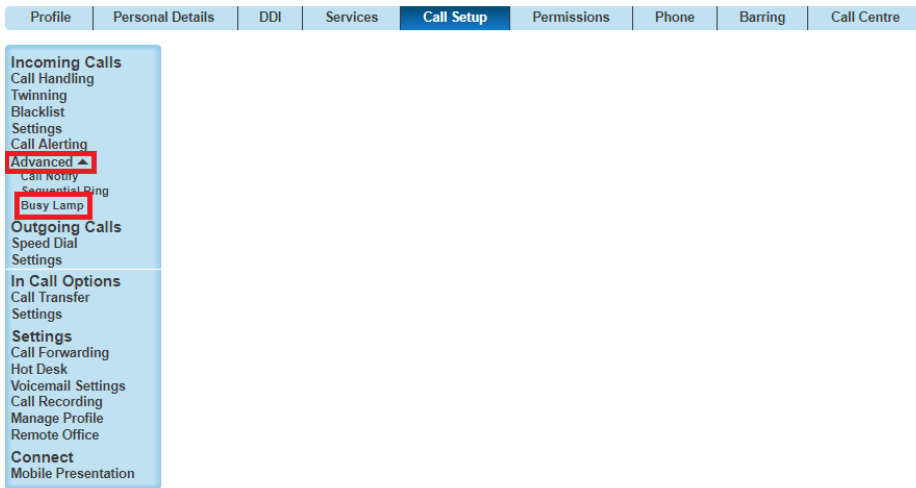 Profile Personal Details DDI Services Call Setup Permissions Phone Barring Call Centre
Incoming Calls
Call Handling
Twinning
Blacklist
Settings
Call Alerting
Advanced
Call Notify
Sequential Ring
Busy Lamp
Outgoing Calls
Speed Dial
Settings
In Call Options
Call Transfer
Settings
Settings
Call Forwarding
Hot Desk
Voicemail Settings
Call Recording
Manage Profile
Remote Office
Connect
Mobile Presentation